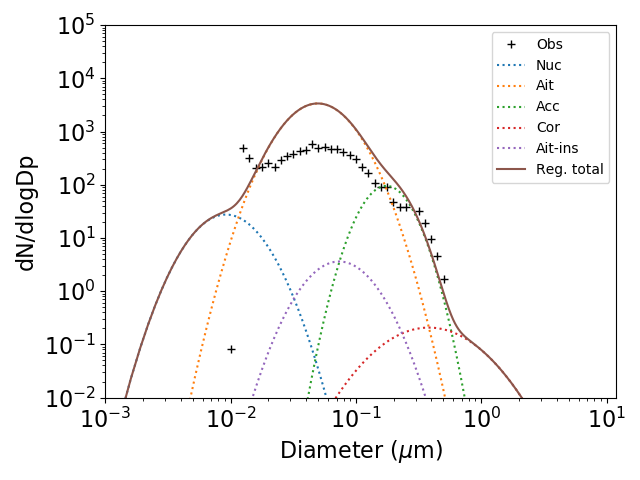 10^5
10^4
10^3
10^2
10^1
10^0
10^−1
10^−2
dN/dlogDp
10^−3
10^−2
10^−1
10^0
10^1
Diameter (μm)
Obs
Nuc
Ait
Acc
Cor
Ait-ins
Reg. total